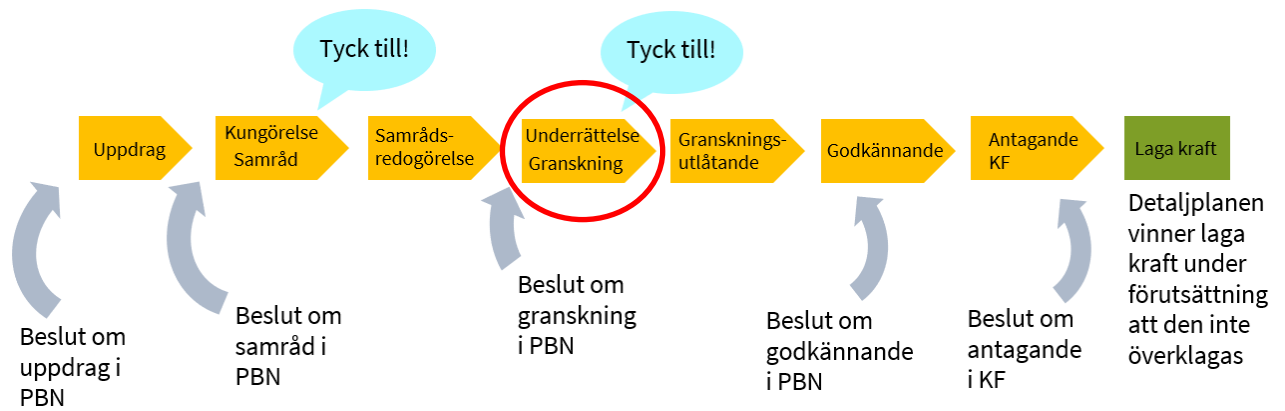 Tyck till!
Tyck till!
Uppdrag
Kungörelse
Samråd
Samråds-
redogörelse
Underrättelse
Granskning
Gransknings-
utlåtande
Godkännande
Antagande
KF
Laga kraft
Beslut om
uppdrag i
PBN
Beslut om
samråd i
PBN
Beslut om
granskning
i PBN
Beslut om
godkännande
i PBN
Beslut om
antagande
i KF
Detaljplanen
vinner laga
kraft under
förutsättning
att den inte
överklagas